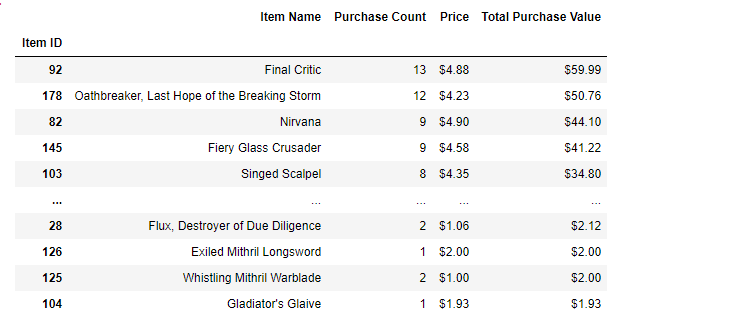 Item Name Purchase Count Price Total Purchase Value
Item ID
92 Final Critic 13 $4.88 $59.99
178 Oathbreaker, Last Hope of the Breaking Storm 12 $4.23 $50.76
82 Nirvana 9 $4.90 $44.10
145 Fiery Glass Crusader 9 $4.58 $41.22
103 Singed Scalpel 8 $4.35 $34.80
... ... ... ... ...
28 Flux, Destroyer of Due Diligence 2 $1.06 $2.12
126 Exiled Mithril Longsword 1 $2.00 $2.00
125 Whistling Mithril Warblade 2 $1.00 $2.00
104 Gladiator's Glaive 1 $1.93 $1.93